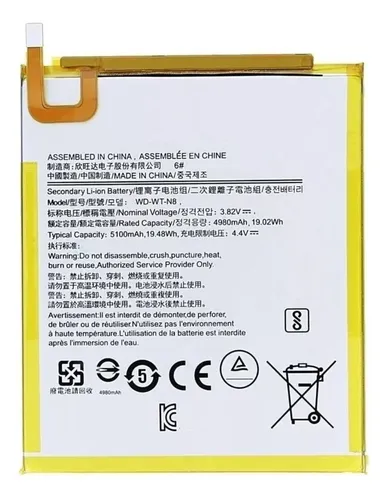 ASSEMBLED IN CHINA , ASSEMBLÉE EN CHINE
制造商：欣旺达电子股份有限公司 6#
中國製造/中国制造/MADE IN CHINA/중국제조
Secondary Li-ion Battery/锂离子电池组/二次鋰離子電池組/충전배터리
型号/型號/Model/모델명: WD-WT-N8 .
标称电压/標稱電壓/Nominal Voltage/정격전압: 3.82V
额定容量/額定容量/Rated Capacity/정격용량: 4980mAh, 19.02Wh
Typical Capacity: 5100mAh,19.48Wh, 充电限制电压: 4.4V
执行标准:
Warning:Do not disassemble,crush,puncture,heat,
burn or reuse,Authorized Service Provider Only.
警告：禁止拆卸、穿刺、燃烧或重复使用。
请勿置于高温环境中使用。电池浸水后禁止使用。
警告：禁止拆卸、穿刺、燃燒或重複使用。
請勿置于高溫環境中使用。電池浸水後禁止使用。
Avertissement:Il est interdit de démonter,de perforer,
de brûler ou de réutiliser.N'utilisez pas l'environnement
à haute température.L'utilisation de la batterie est interdite
après l'immersion de l'eau.
5
廢電池請回收
4980mAh